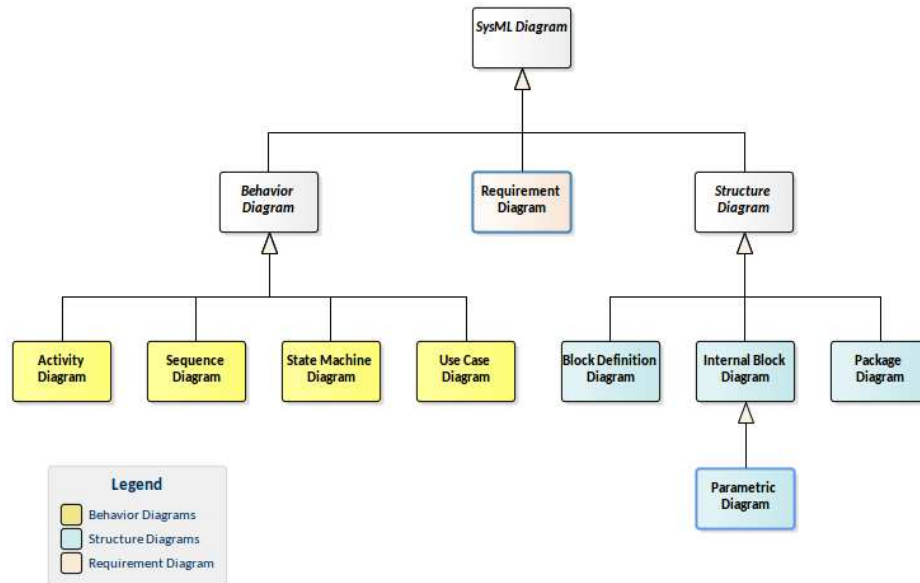 SysML Diagram
Behavior
Diagram
Requirement
Diagram
Structure
Diagram
Activity
Diagram
Sequence
Diagram
State Machine
Diagram
Use Case
Diagram
Block Definition
Diagram
Internal Block
Diagram
Package
Diagram
Parametric
Diagram
Legend
Behavior Diagrams
Structure Diagrams
Requirement Diagram